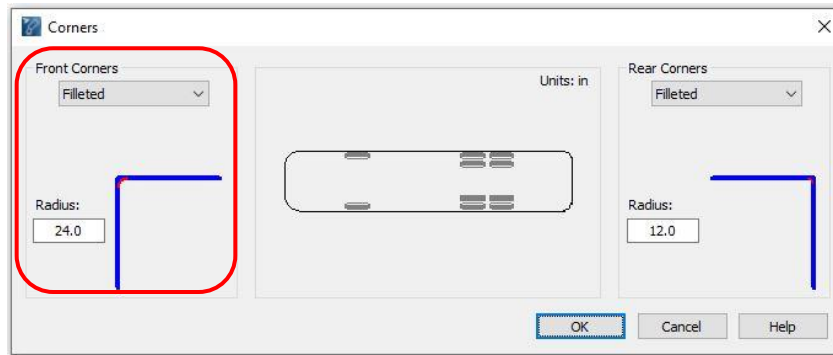 Corners
Front Corners
Filleted
Radius:
24.0
Units: in
Rear Corners
Filleted
Radius:
12.0
OK
Cancel
Help